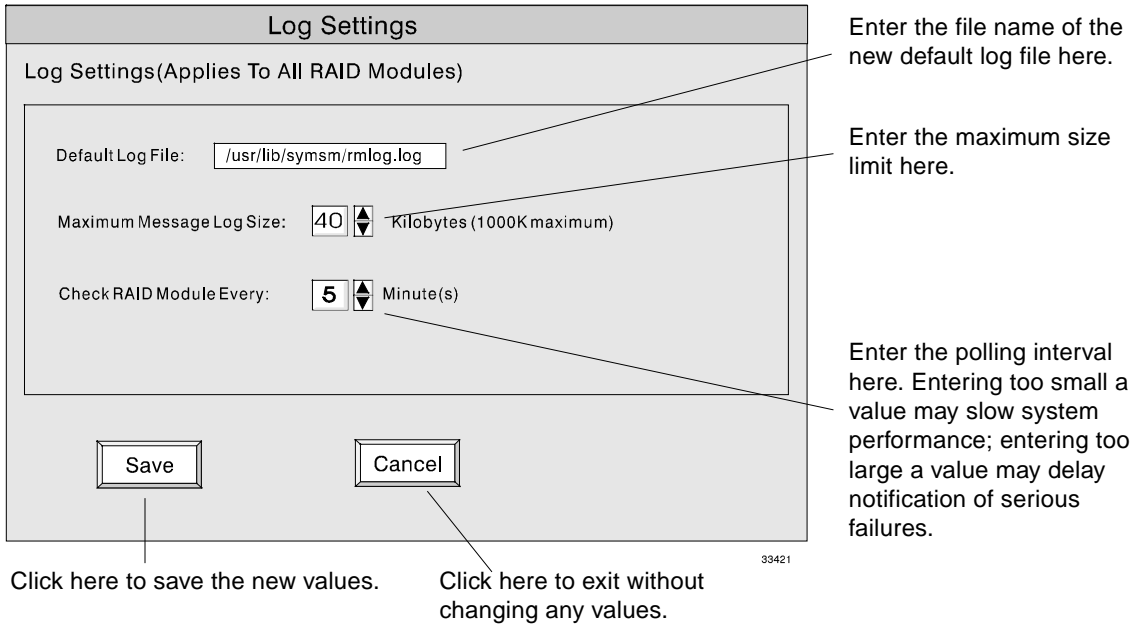 Log Settings
Log Settings(Applies To All RAID Modules)
Default Log File: /usr/lib/symsm/rmlog.log
Maximum Message Log Size: 40 Kilobytes (1000K maximum)
Check RAID Module Every: 5 Minute(s)
Save
Cancel
Enter the file name of the
new default log file here.
Enter the maximum size
limit here.
Enter the polling interval
here. Entering too small a
value may slow system
performance; entering too
large a value may delay
notification of serious
failures.
33421
Click here to save the new values.
Click here to exit without
changing any values.